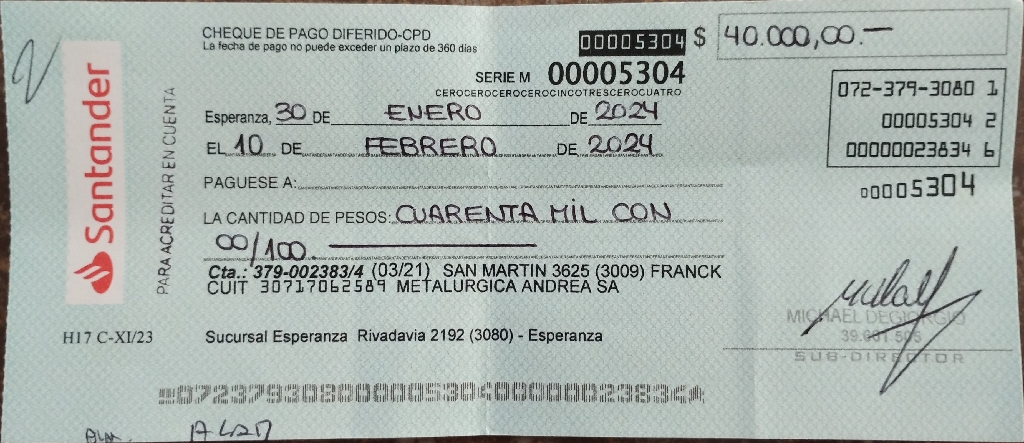 CHEQUE DE PAGO DIFERIDO-CPD
La fecha de pago no puede exceder un plazo de 360 días
00005304 $ 40.000,00.—
SERIE M 00005304
CEROCEROCEROCEROCINCOTRESCEROCUATRO
072-379-3080 1
00005304 2
00000023834 6
00005304
Esperanza, 30 DE ENERO DE 2024
EL 10 DE FEBRERO DE 2024
PAGUESE A:
LA CANTIDAD DE PESOS: CUARENTA MIL CON
00/100.
Cta.: 379-002383/4 (03/21) SAN MARTIN 3625 (3009) FRANCK
CUIT 30717062589 METALURGICA ANDREA SA
Santander
PARA ACREDITAR EN CUENTA
H17 C-XI/23
Sucursal Esperanza Rivadavia 2192 (3080) - Esperanza
MICHAEL DEGIORGIO
SUB-DIRECTOR